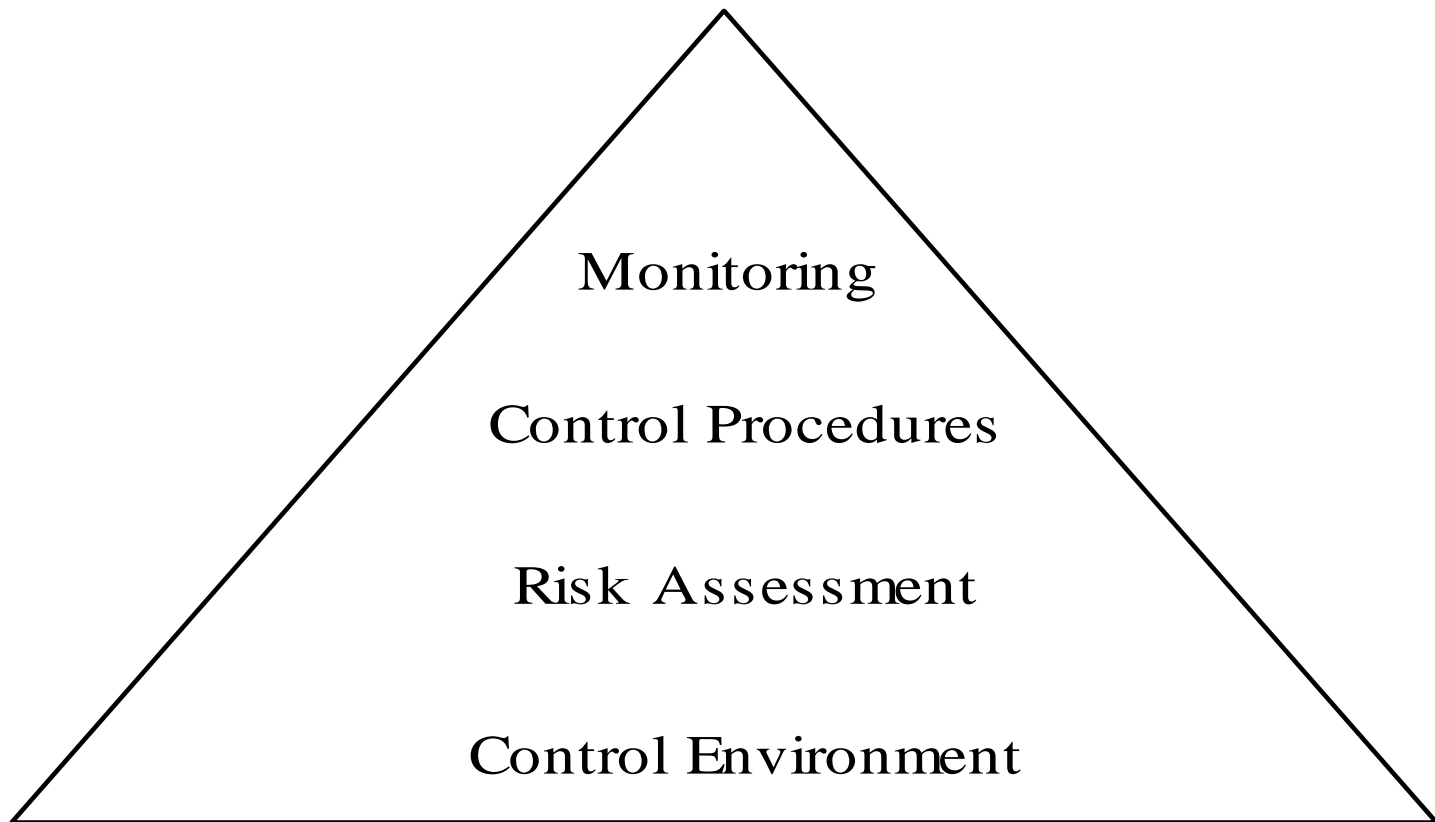 Monitoring
Control Procedures
Risk Assessment
Control Environment